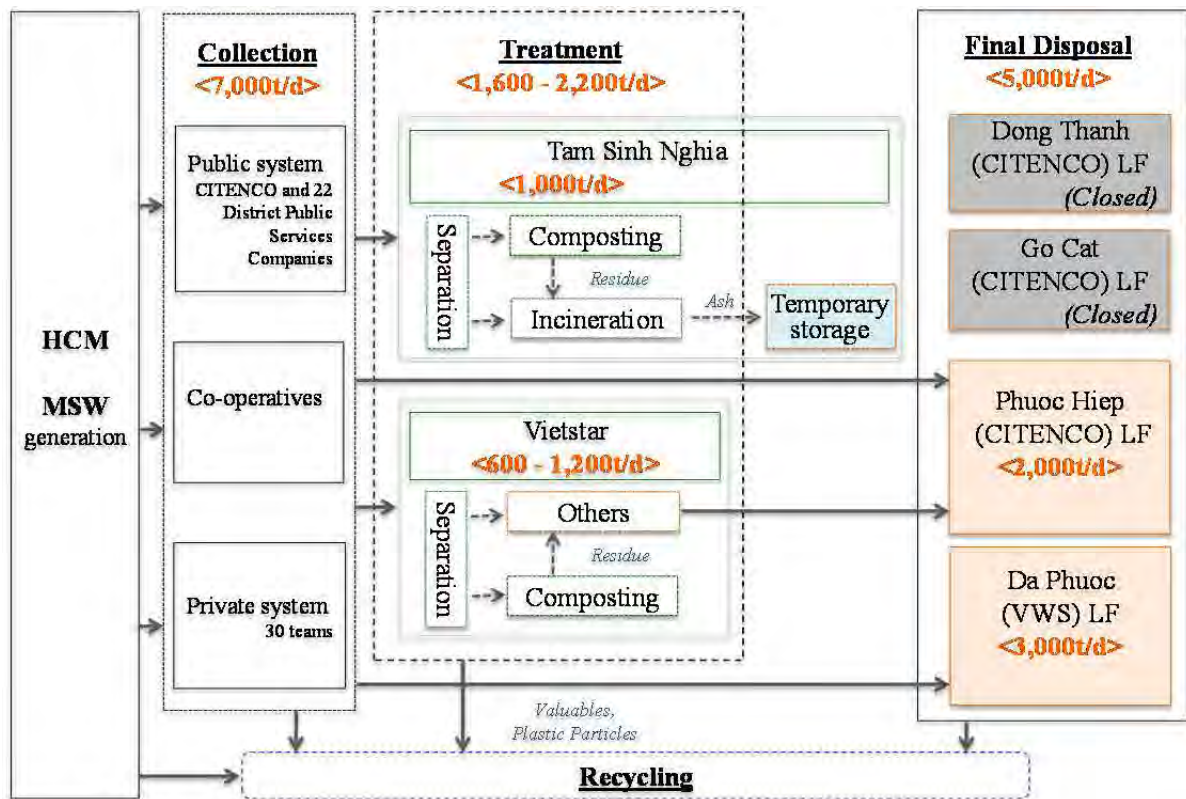 HCM
MSW
generation
Collection
<7,000t/d>
Public system
CITENCO and 22
District Public
Services
Companies
Co-operatives
Private system
30 teams
Treatment
<1,600 - 2,200t/d>
Tam Sinh Nghia
<1,000t/d>
Separation
Composting
Residue
Incineration
Ash
Temporary
storage
Vietstar
<600 - 1,200t/d>
Separation
Others
Residue
Composting
Final Disposal
<5,000t/d>
Dong Thanh
(CITENCO) LF
(Closed)
Go Cat
(CITENCO) LF
(Closed)
Phuoc Hiep
(CITENCO) LF
<2,000t/d>
Da Phuoc
(VWS) LF
<3,000t/d>
Valuables,
Plastic Particles
Recycling